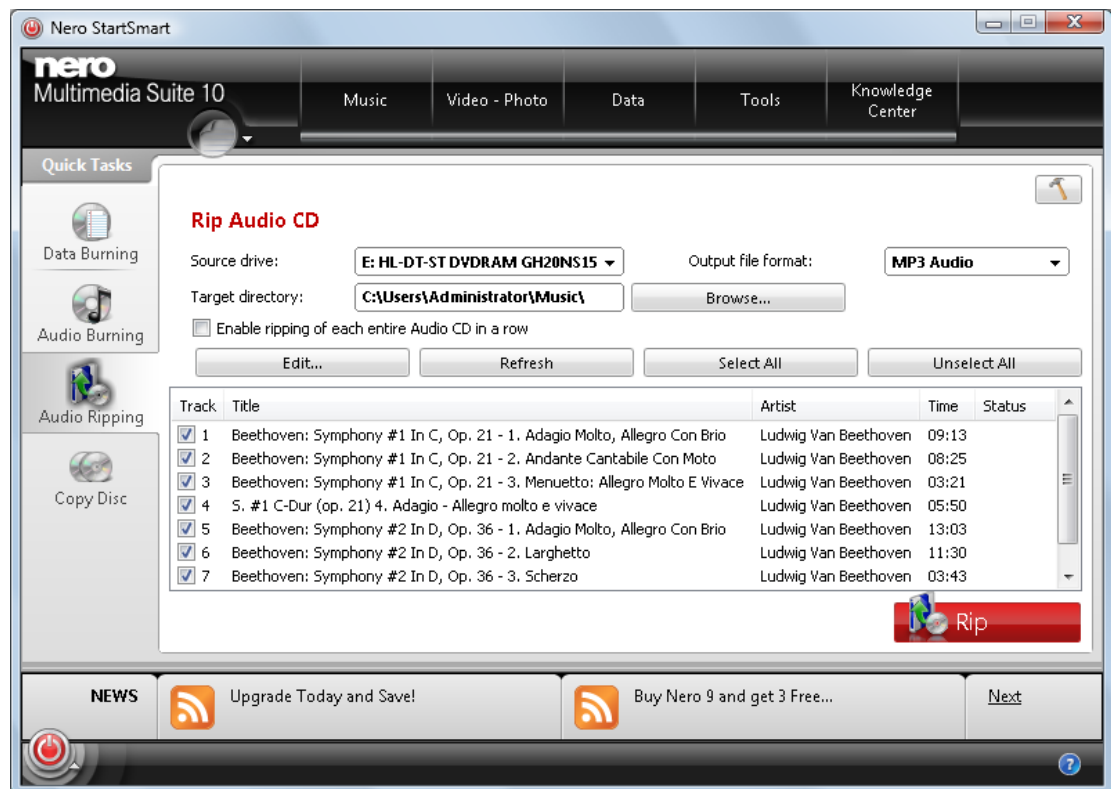 Nero StartSmart
nero
Multimedia Suite 10
Music
Video - Photo
Data
Tools
Knowledge
Center
Quick Tasks
Data Burning
Audio Burning
Audio Ripping
Copy Disc
Rip Audio CD
Source drive:
E: HL-DT-ST DVDRAM GH20NS15
Output file format:
MP3 Audio
Target directory:
C:\Users\Administrator\Music\
Browse...
Enable ripping of each entire Audio CD in a row
Edit...
Refresh
Select All
Unselect All
Track Title Artist Time Status
1 Beethoven: Symphony #1 In C, Op. 21 - 1. Adagio Molto, Allegro Con Brio Ludwig Van Beethoven 09:13
2 Beethoven: Symphony #1 In C, Op. 21 - 2. Andante Cantabile Con Moto Ludwig Van Beethoven 08:25
3 Beethoven: Symphony #1 In C, Op. 21 - 3. Menuetto: Allegro Molto E Vivace Ludwig Van Beethoven 03:21
4 S. #1 C-Dur (op. 21) 4. Adagio - Allegro molto e vivace Ludwig Van Beethoven 05:50
5 Beethoven: Symphony #2 In D, Op. 36 - 1. Adagio Molto, Allegro Con Brio Ludwig Van Beethoven 13:03
6 Beethoven: Symphony #2 In D, Op. 36 - 2. Larghetto Ludwig Van Beethoven 11:30
7 Beethoven: Symphony #2 In D, Op. 36 - 3. Scherzo Ludwig Van Beethoven 03:43
Rip
NEWS
Upgrade Today and Save!
Buy Nero 9 and get 3 Free...
Next
?